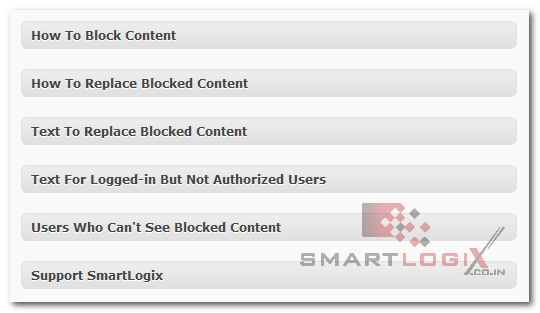 How To Block Content
How To Replace Blocked Content
Text To Replace Blocked Content
Text For Logged-in But Not Authorized Users
Users Who Can't See Blocked Content
Support SmartLogix
SMARTLOGIX
.CO.IN